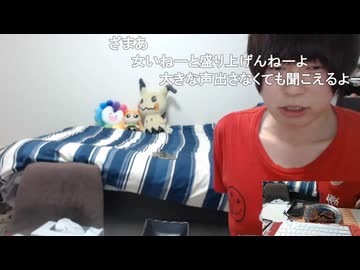 ざまあ
女いねーと盛り上げんねーよ
大きな声出さなくても聞こえるよー